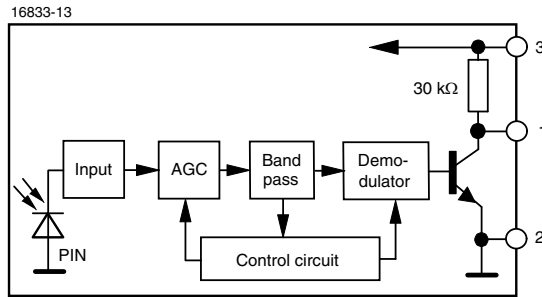 16833-13
3
30 kΩ
1
Input
AGC
Band
pass
Demo-
dulator
PIN
Control circuit
2